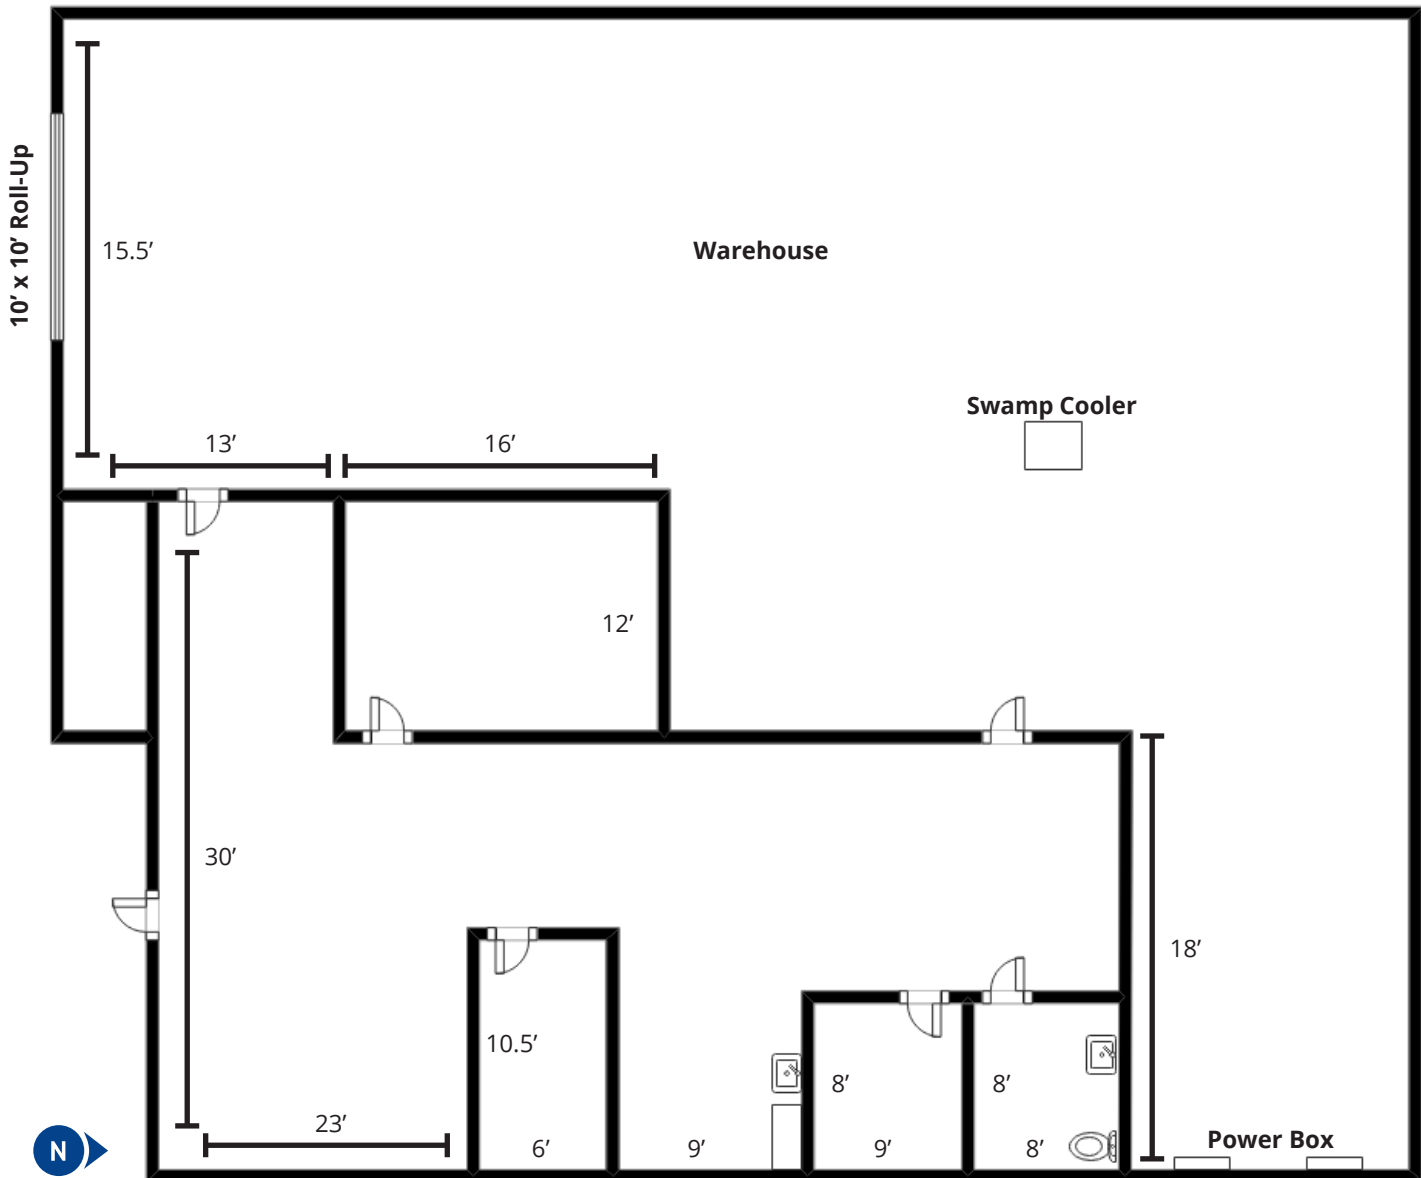 10’ x 10’ Roll-Up
15.5’
Warehouse
Swamp Cooler
13’
16’
12’
30’
18’
10.5’
8’
8’
23’
6’
9’
9’
8’
Power Box
N